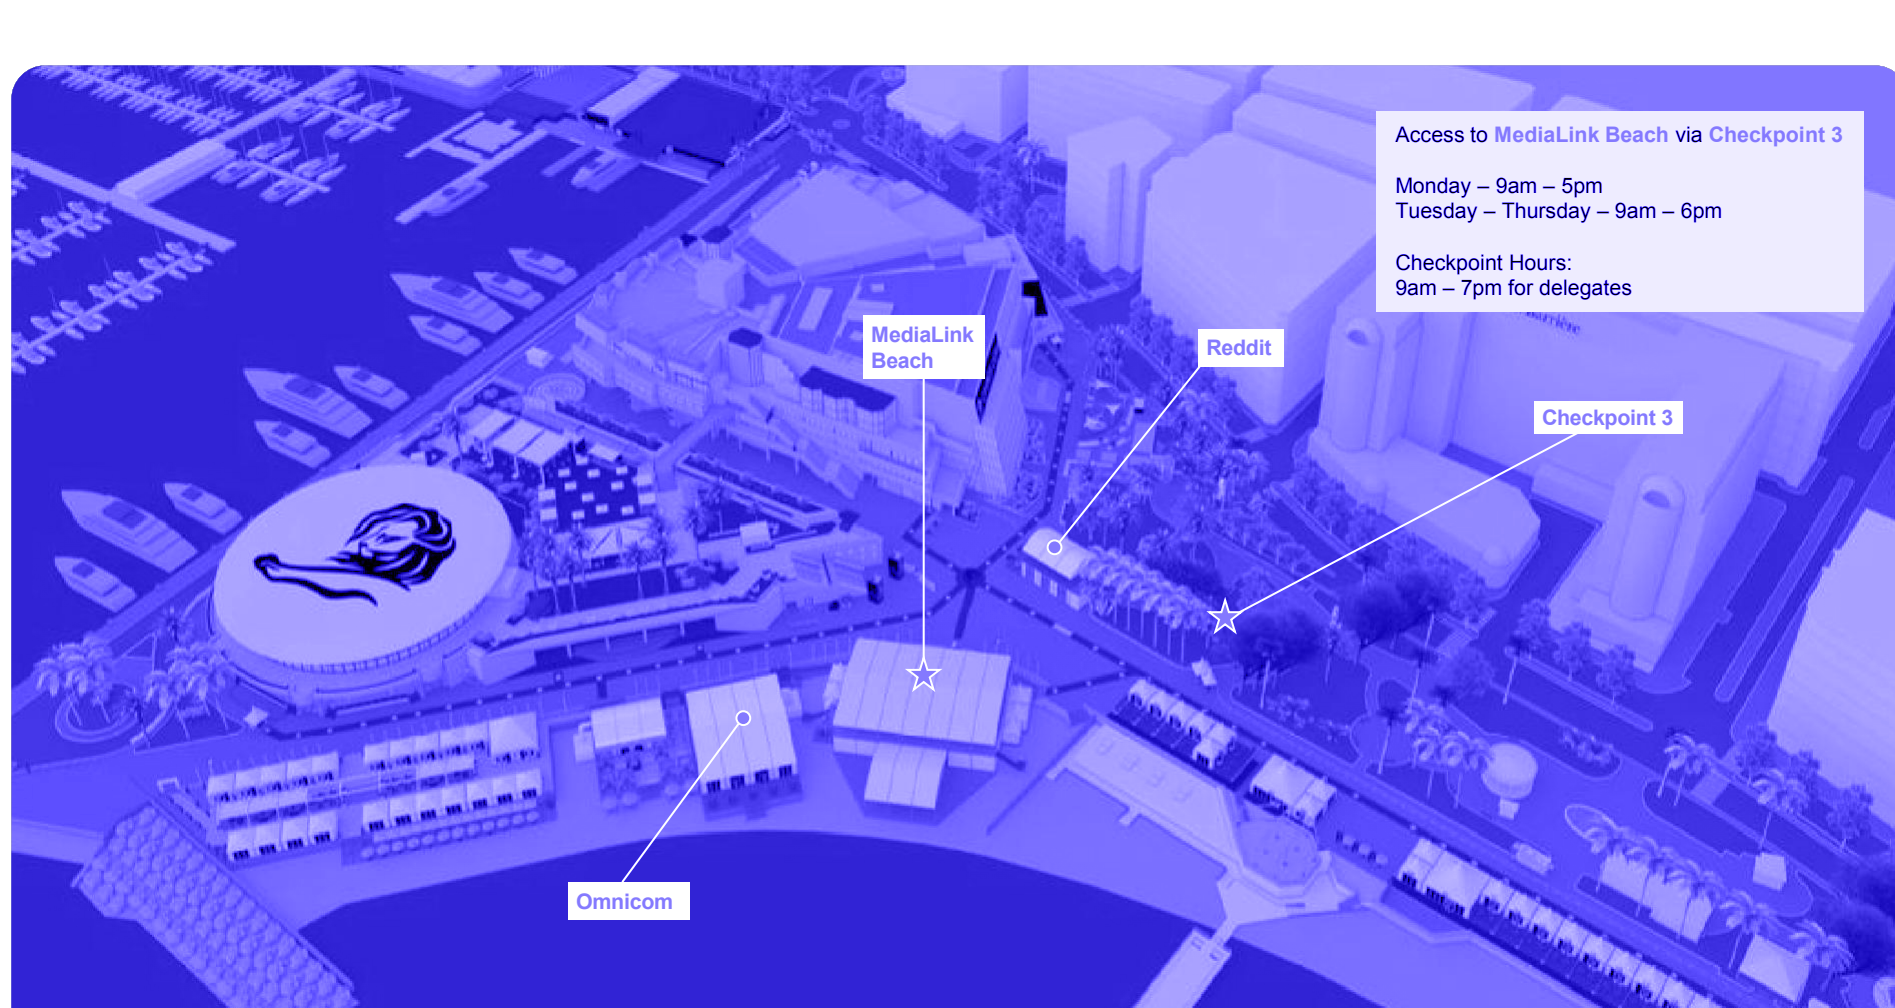 Access to MediaLink Beach via Checkpoint 3
Monday – 9am – 5pm
Tuesday – Thursday – 9am – 6pm
Checkpoint Hours:
9am – 7pm for delegates
MediaLink
Beach
Reddit
Checkpoint 3
Omnicom